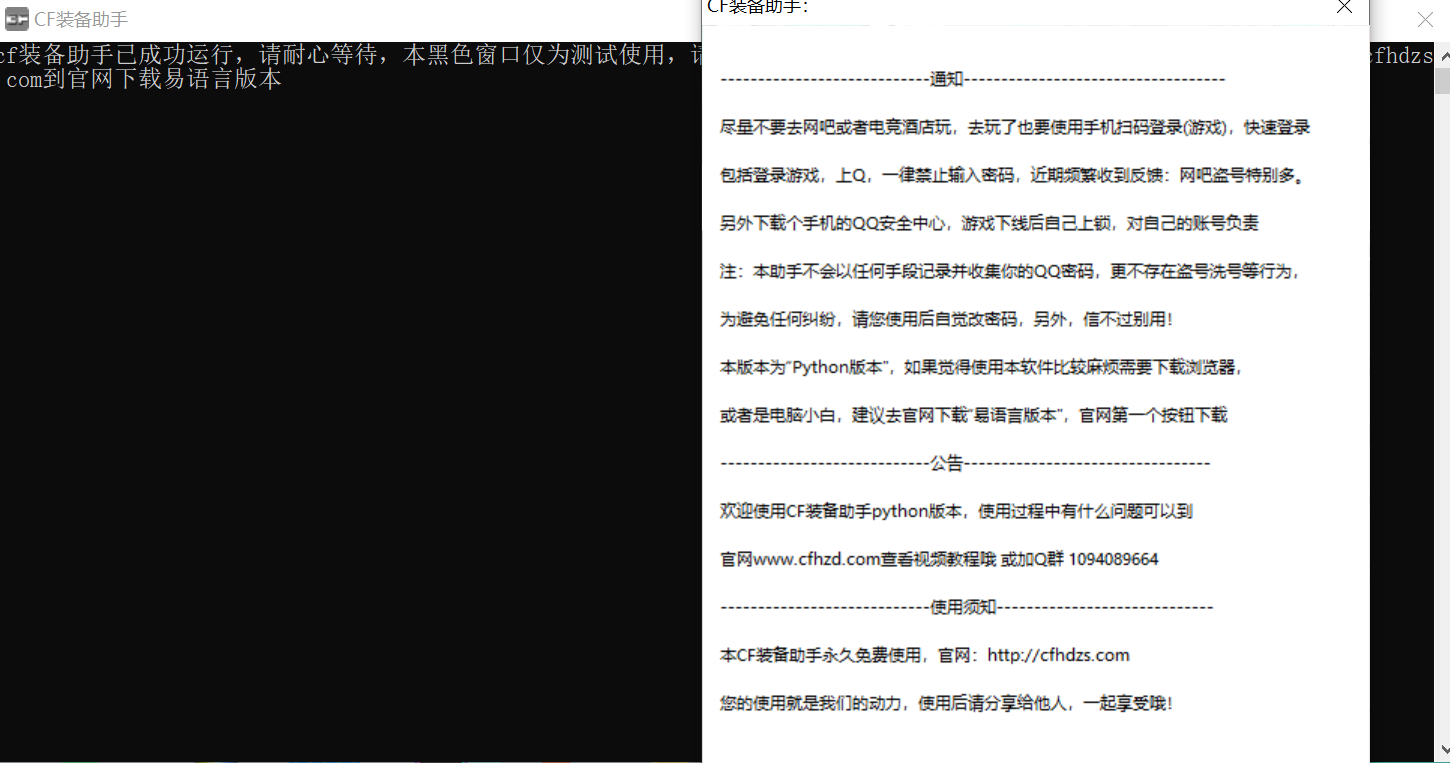 CF装备助手
cf装备助手已成功运行，请耐心等待，本黑色窗口仅为测试使用，
cfhdzs
.com到官网下载易语言版本
CF装备助手：
----------------------------通知-----------------------------------
尽量不要去网吧或者电竞酒店玩，去玩了也要使用手机扫码登录(游戏)，快速登录
包括登录游戏，上Q，一律禁止输入密码，近期频繁收到反馈：网吧盗号特别多。
另外下载个手机的QQ安全中心，游戏下线后自己上锁，对自己的账号负责
注：本助手不会以任何手段记录并收集你的QQ密码，更不存在盗号洗号等行为，
为避免任何纠纷，请您使用后自觉改密码，另外，信不过别用！
本版本为“Python版本”，如果觉得使用本软件比较麻烦需要下载浏览器，
或者是电脑小白，建议去官网下载“易语言版本”，官网第一个按钮下载
----------------------------公告---------------------------------
欢迎使用CF装备助手python版本，使用过程中有什么问题可以到
官网www.cfhzd.com查看视频教程哦 或加Q群 1094089664
----------------------------使用须知-----------------------------
本CF装备助手永久免费使用，官网：http://cfhdzs.com
您的使用就是我们的动力，使用后请分享给他人，一起享受哦！